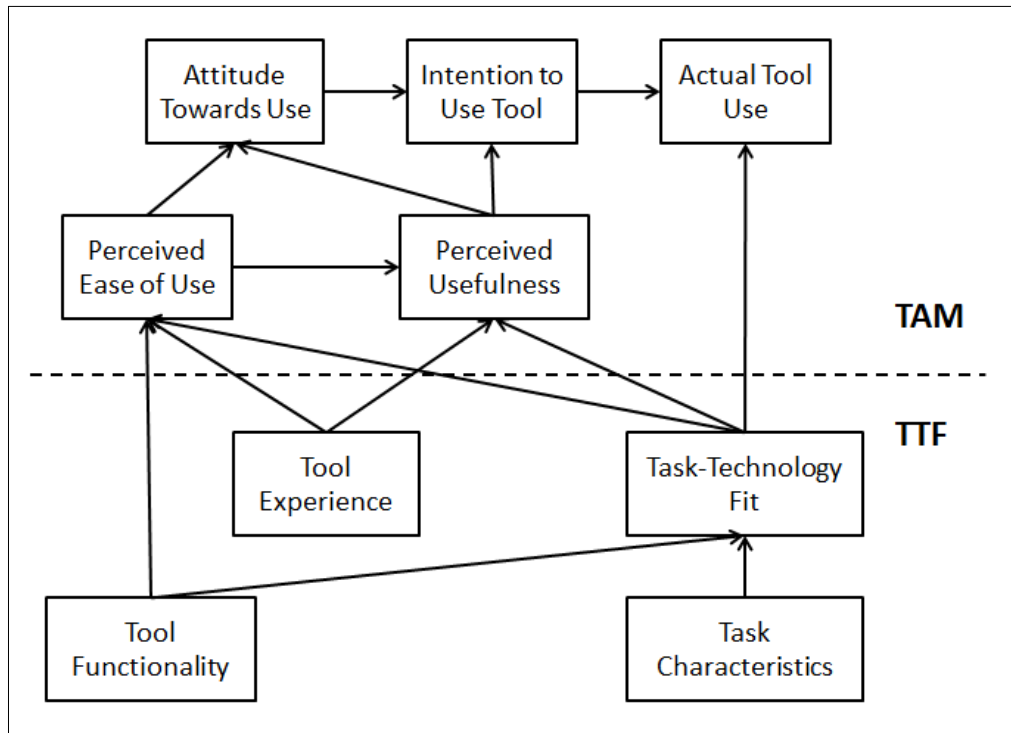 Attitude
Towards Use
Intention to
Use Tool
Actual Tool
Use
Perceived
Ease of Use
Perceived
Usefulness
TAM
TTF
Tool
Experience
Task-Technology
Fit
Tool
Functionality
Task
Characteristics